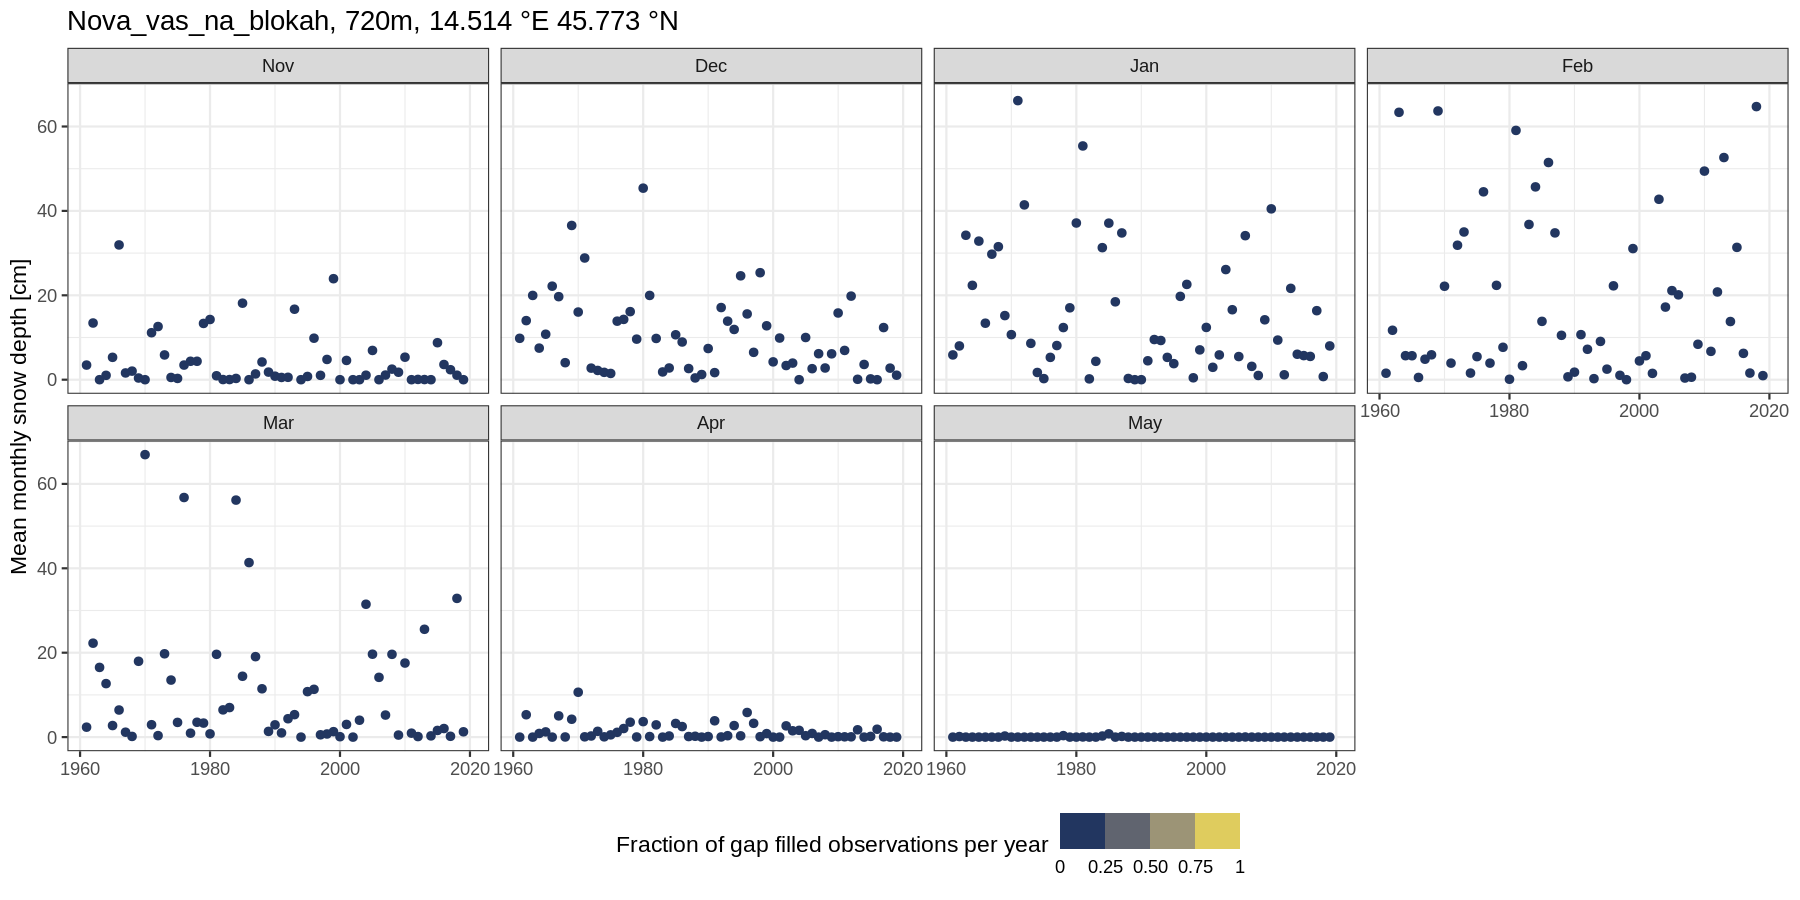 Nova_vas_na_blokah, 720m, 14.514 °E 45.773 °N
Nov Dec Jan Feb
60
40
20
0
1960 1980 2000 2020
Mar Apr May
60
40
20
0
1960 1980 2000 2020 1960 1980 2000 2020 1960 1980 2000 2020
Mean monthly snow depth [cm]
Fraction of gap filled observations per year
0 0.25 0.50 0.75 1